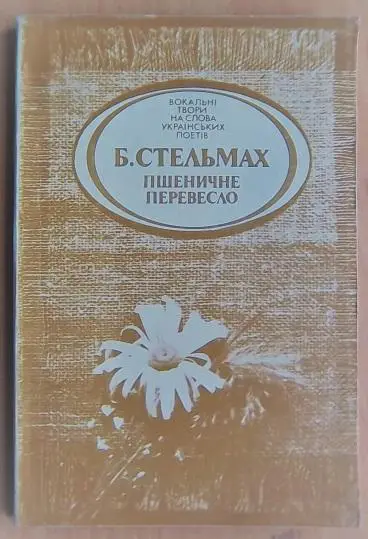 ВОКАЛЬНІ
ТВОРИ
НА СЛОВА
УКРАЇНСЬКИХ
ПОЕТІВ
Б.СТЕЛЬМАХ
ПШЕНИЧНЕ
ПЕРЕВЕСЛО